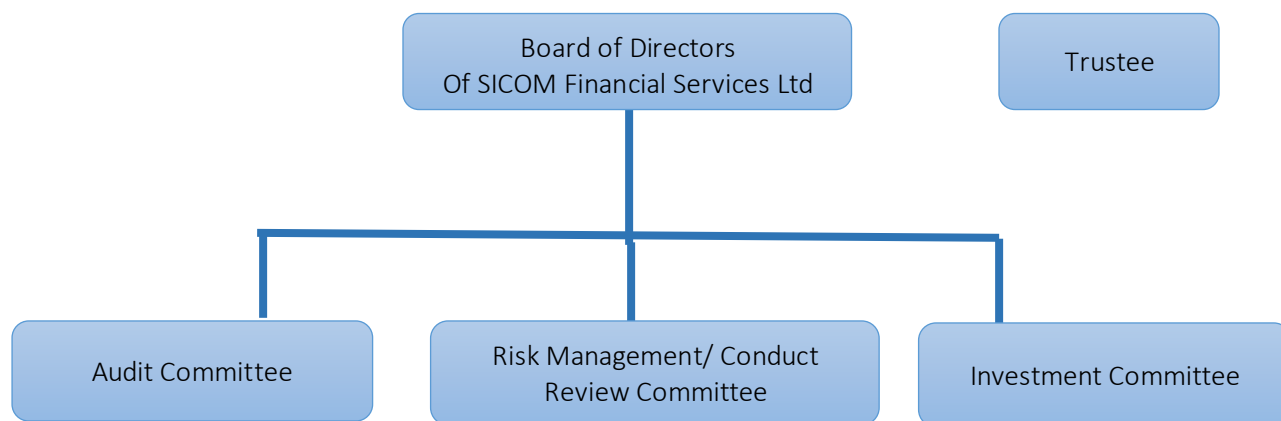 Board of Directors
Of SICOM Financial Services Ltd
Trustee
Audit Committee
Risk Management/ Conduct
Review Committee
Investment Committee